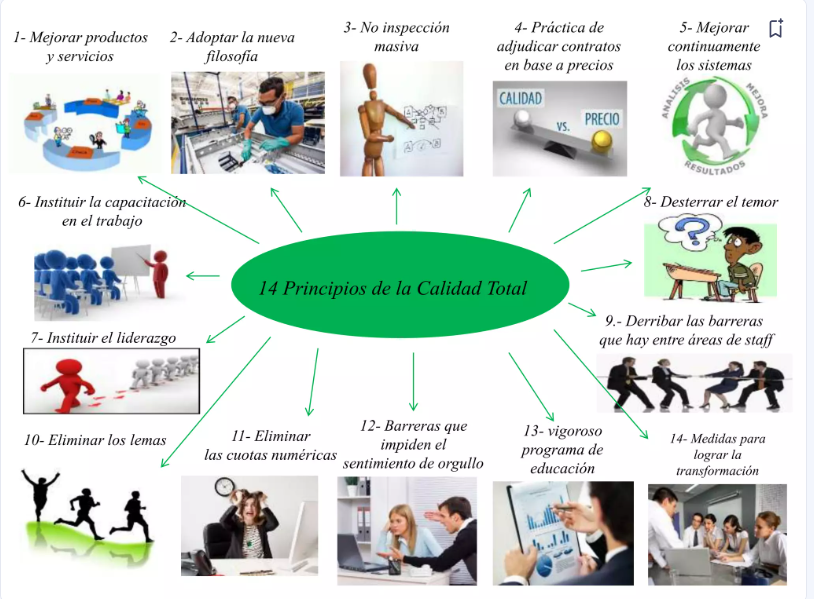 1- Mejorar productos
y servicios
2- Adoptar la nueva
filosofía
3- No inspección
masiva
4- Práctica de
adjudicar contratos
en base a precios
5- Mejorar
continuamente
los sistemas
CALIDAD
VS.
PRECIO
ANALISIS
MEJORA
RESULTADOS
6- Instituir la capacitación
en el trabajo
8- Desterrar el temor
14 Principios de la Calidad Total
7- Instituir el liderazgo
9.- Derribar las barreras
que hay entre áreas de staff
10- Eliminar los lemas
11- Eliminar
las cuotas numéricas
12- Barreras que
impiden el
sentimiento de orgullo
13- vigoroso
programa de
educación
14- Medidas para
lograr la
transformación